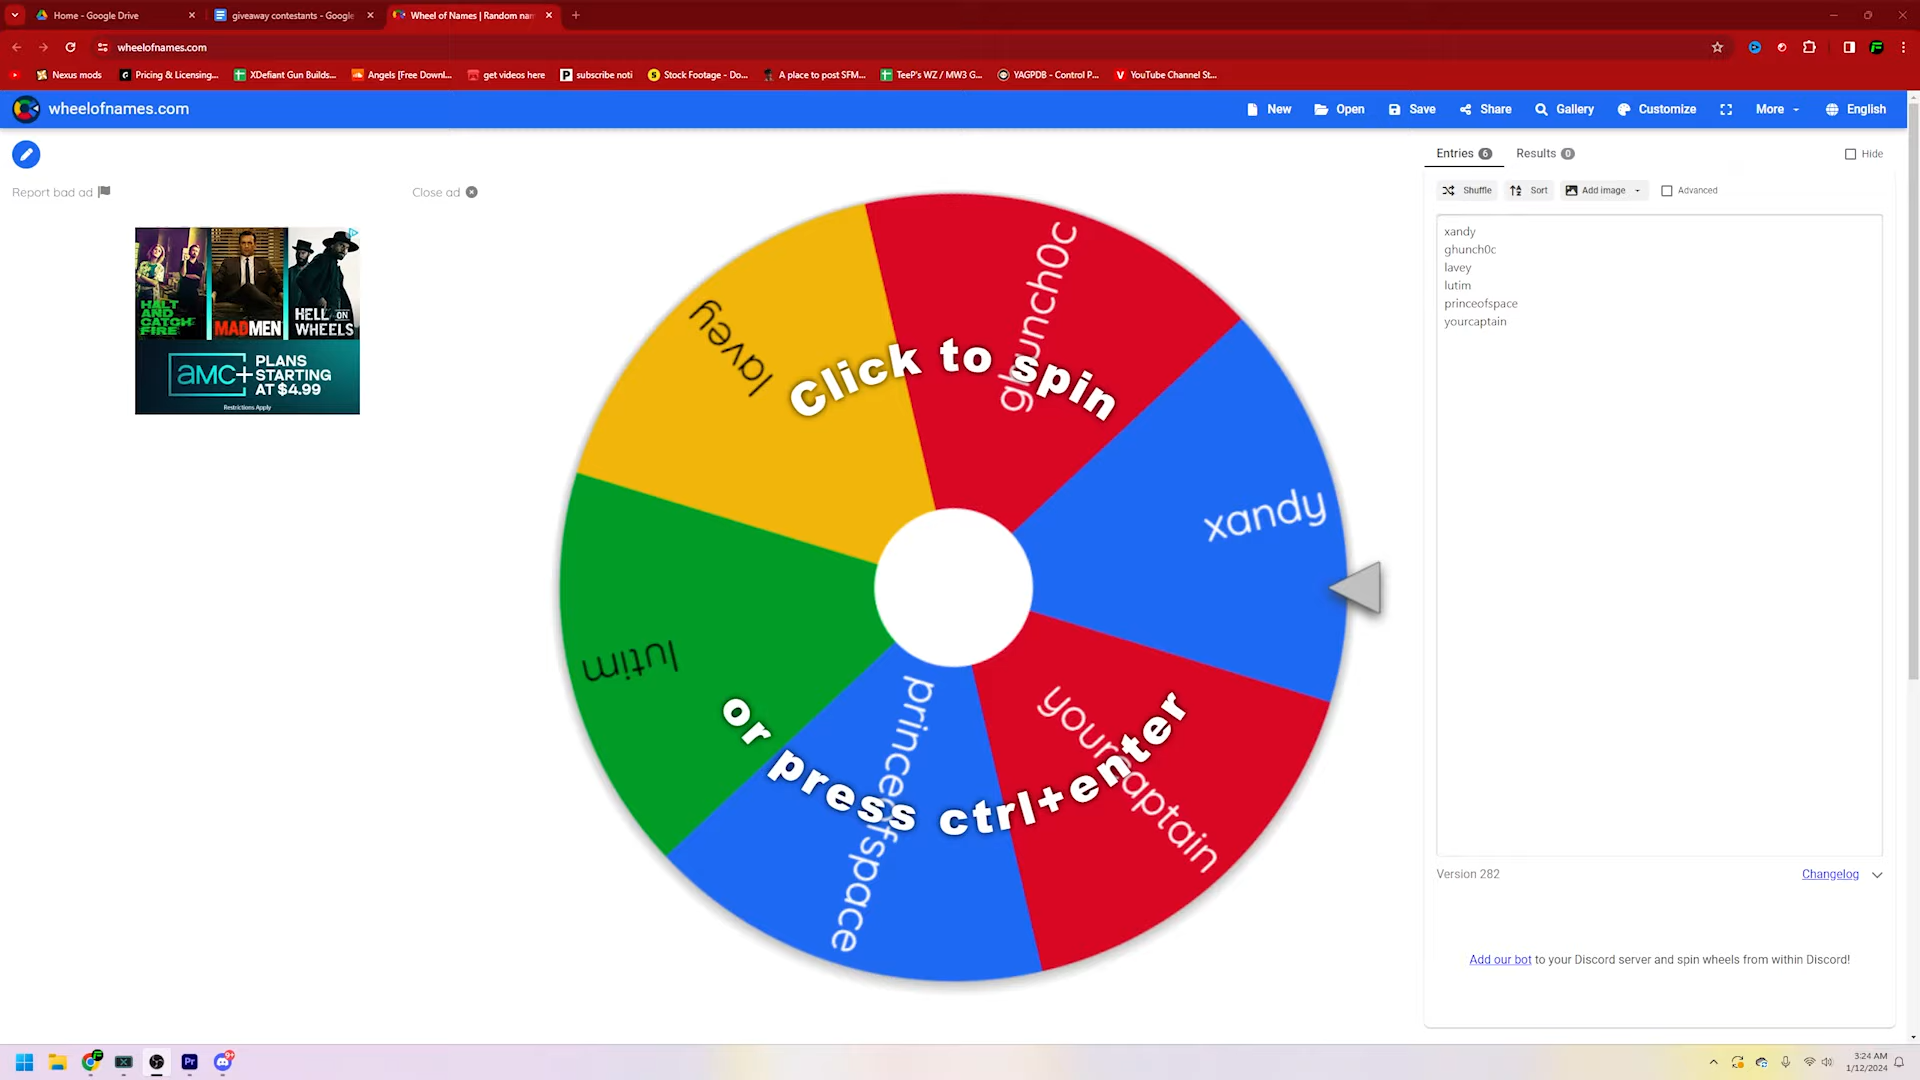 Home - Google Drive
giveaway contestants - Google
Wheel of Names | Random nam
wheelofnames.com
Nexus mods
Pricing & Licensing...
XDefiant Gun Builds...
Angels [Free Downl...
get videos here
subscribe noti
Stock Footage - Do...
A place to post SFM...
TeeP's WZ / MW3 G...
YAGPDB - Control P...
YouTube Channel St...
wheelofnames.com
New
Open
Save
Share
Gallery
Customize
More
English
Report bad ad
Close ad
HALT AND CATCH FIRE
MADMEN
HELL ON WHEELS
amc+
PLANS
STARTING
AT $4.99
Restrictions Apply
Click to spin
or press ctrl+enter
ghunch0c
xandy
yourcaptain
princeofspace
lutim
lavey
Entries 6
Results 0
Hide
Shuffle
Sort
Add image
Advanced
xandy
ghunch0c
lavey
lutim
princeofspace
yourcaptain
Version 282
Changelog
Add our bot to your Discord server and spin wheels from within Discord!
Pr
9+
3:24 AM
1/12/2024